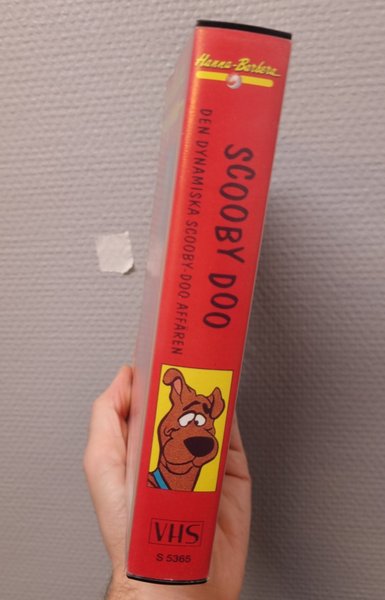 Hanna-Barbera
SCOOBY DOO
DEN DYNAMISKA SCOOBY-DOO AFFÄREN
VHS
S 5365